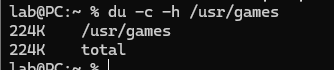 lab@PC:~ % du -c -h /usr/games
224K    /usr/games
224K    total
lab@PC:~ %